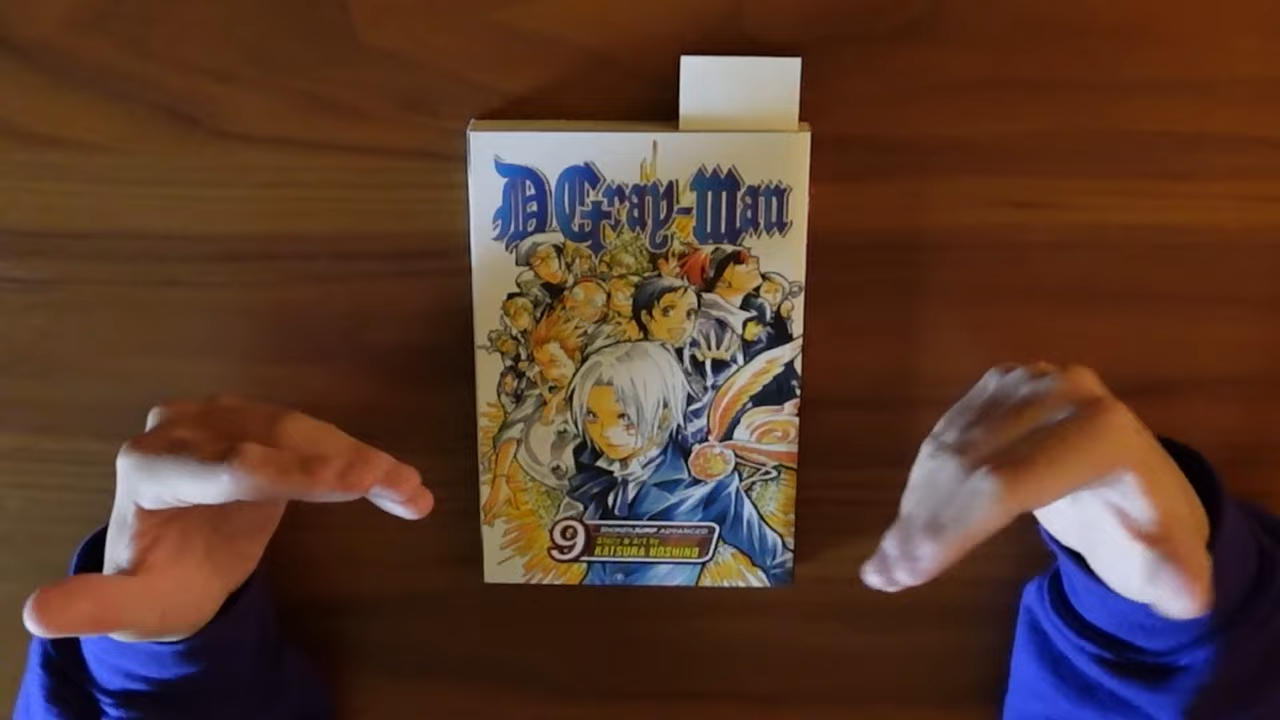 D Gray-Man
9
SHONEN JUMP ADVANCED
Story & Art by
KATSURA HOSHINO